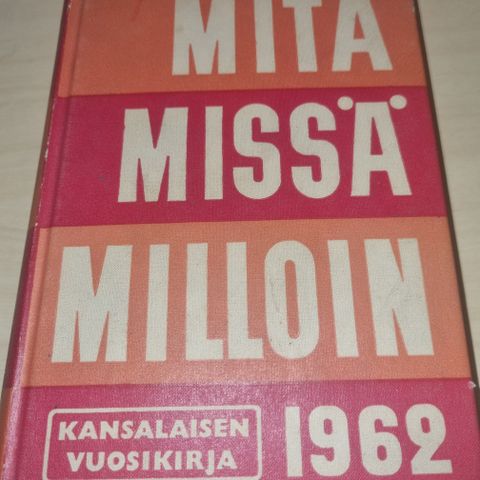 MITÄ
MISSÄ
MILLOIN
KANSALAISEN
VUOSIKIRJA
1962